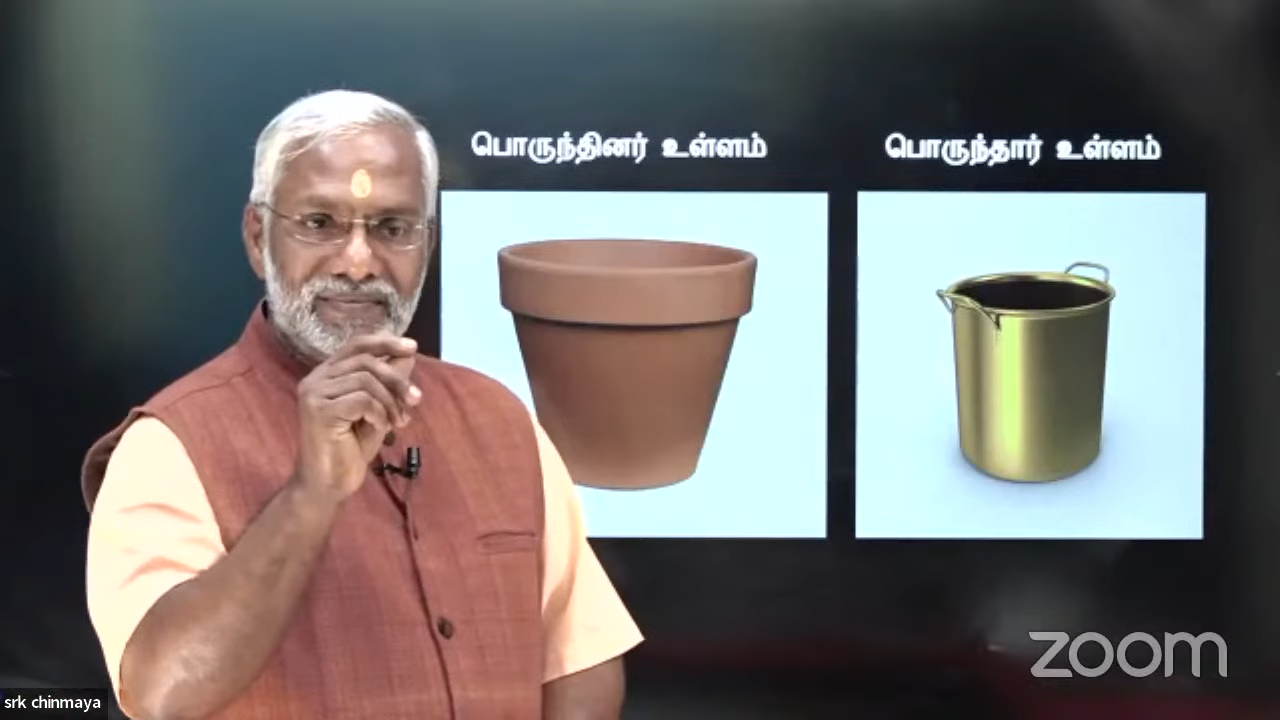 பொருந்தினர் உள்ளம்
பொருந்தார் உள்ளம்
zoom
srk chinmaya